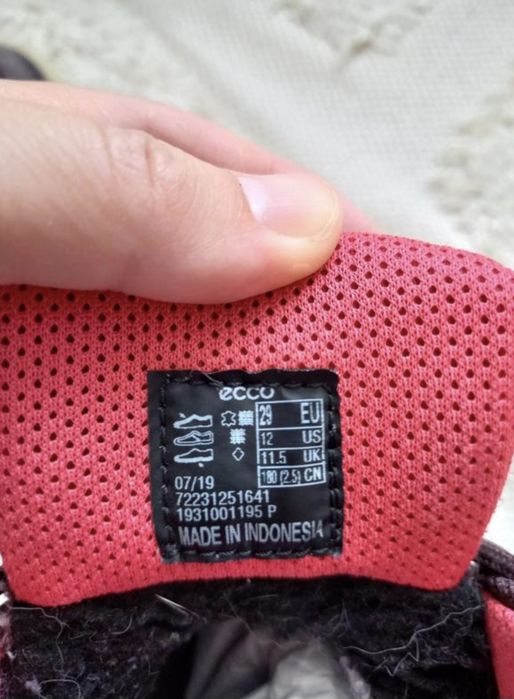 ecco
29 EU
12 US
11.5 UK
180 (2.5) CN
07/19
72231251641
1931001195 P
MADE IN INDONESIA